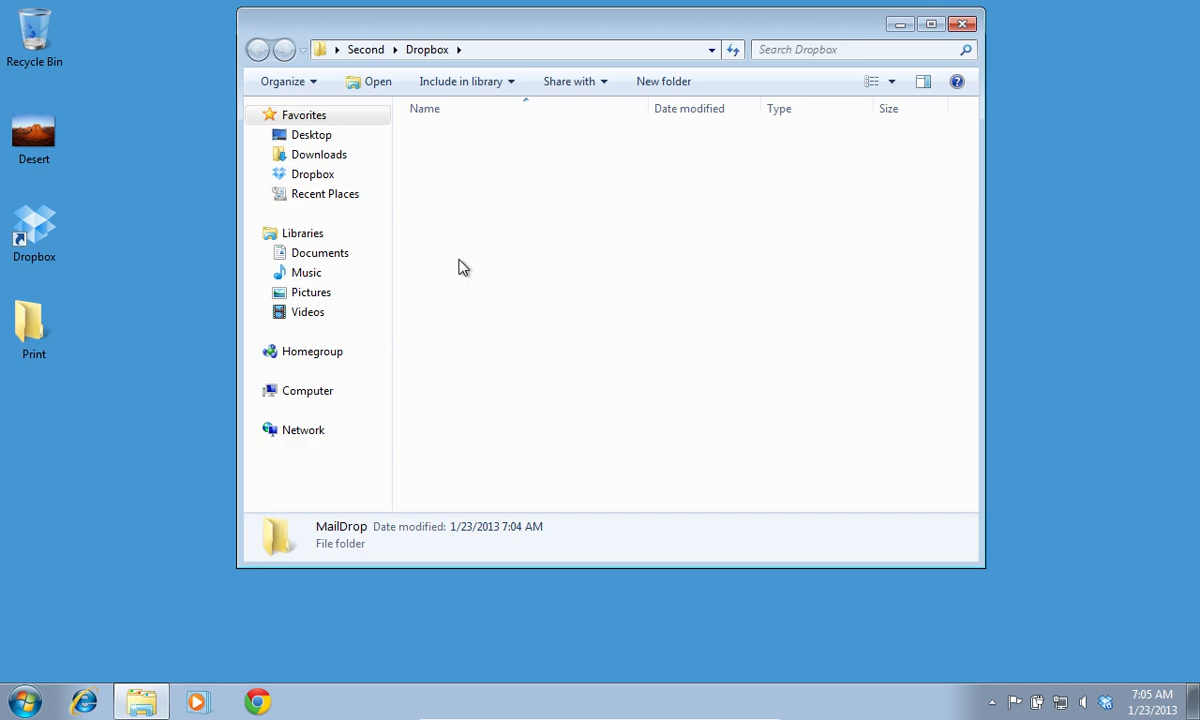 Recycle Bin
Desert
Dropbox
Print
Second Dropbox
Search Dropbox
Organize Open Include in library Share with New folder
Name Date modified Type Size
Favorites
Desktop
Downloads
Dropbox
Recent Places
Libraries
Documents
Music
Pictures
Videos
Homegroup
Computer
Network
MailDrop Date modified: 1/23/2013 7:04 AM
File folder
7:05 AM
1/23/2013